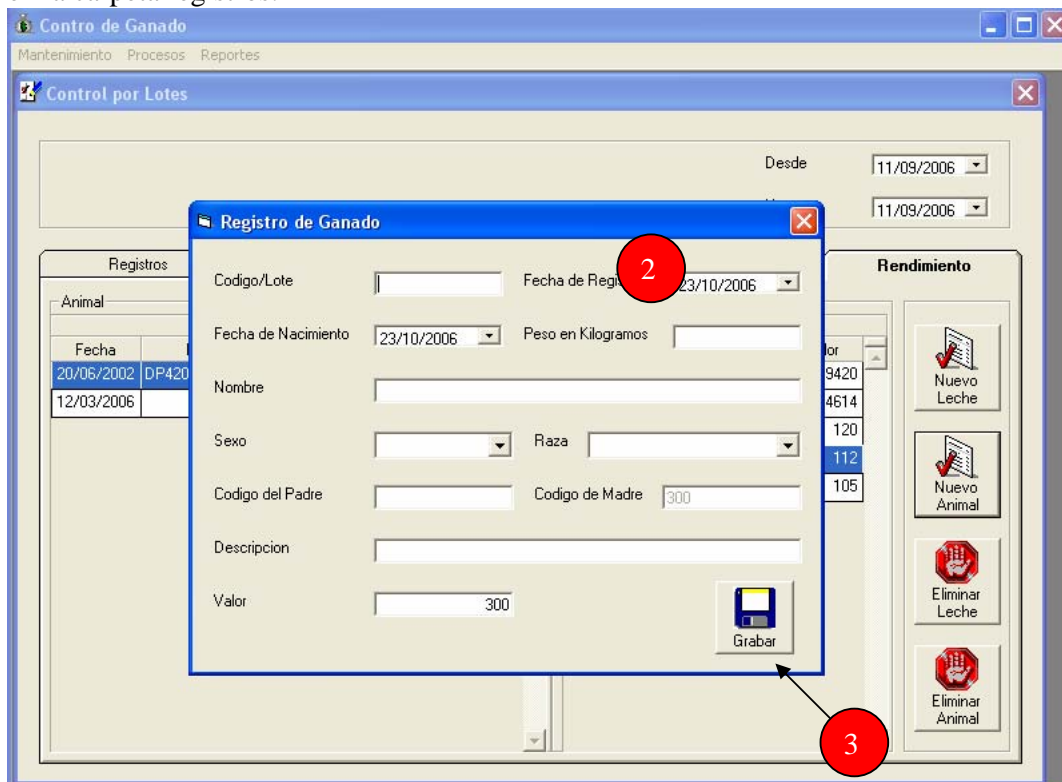 Contro de Ganado
Mantenimiento Procesos Reportes
Control por Lotes
Desde 11/09/2006
11/09/2006
Registro de Ganado
Registros
Rendimiento
Codigo/Lote Fecha de Regis 23/10/2006
2
Animal
Fecha de Nacimiento 23/10/2006 Peso en Kilogramos
Fecha
or
20/06/2002 DP420
9420
12/03/2006
4614
120
112
105
Nombre
Sexo Raza
Codigo del Padre Codigo de Madre 300
Descripcion
Valor 300
Grabar
Nuevo
Leche
Nuevo
Animal
Eliminar
Leche
Eliminar
Animal
3